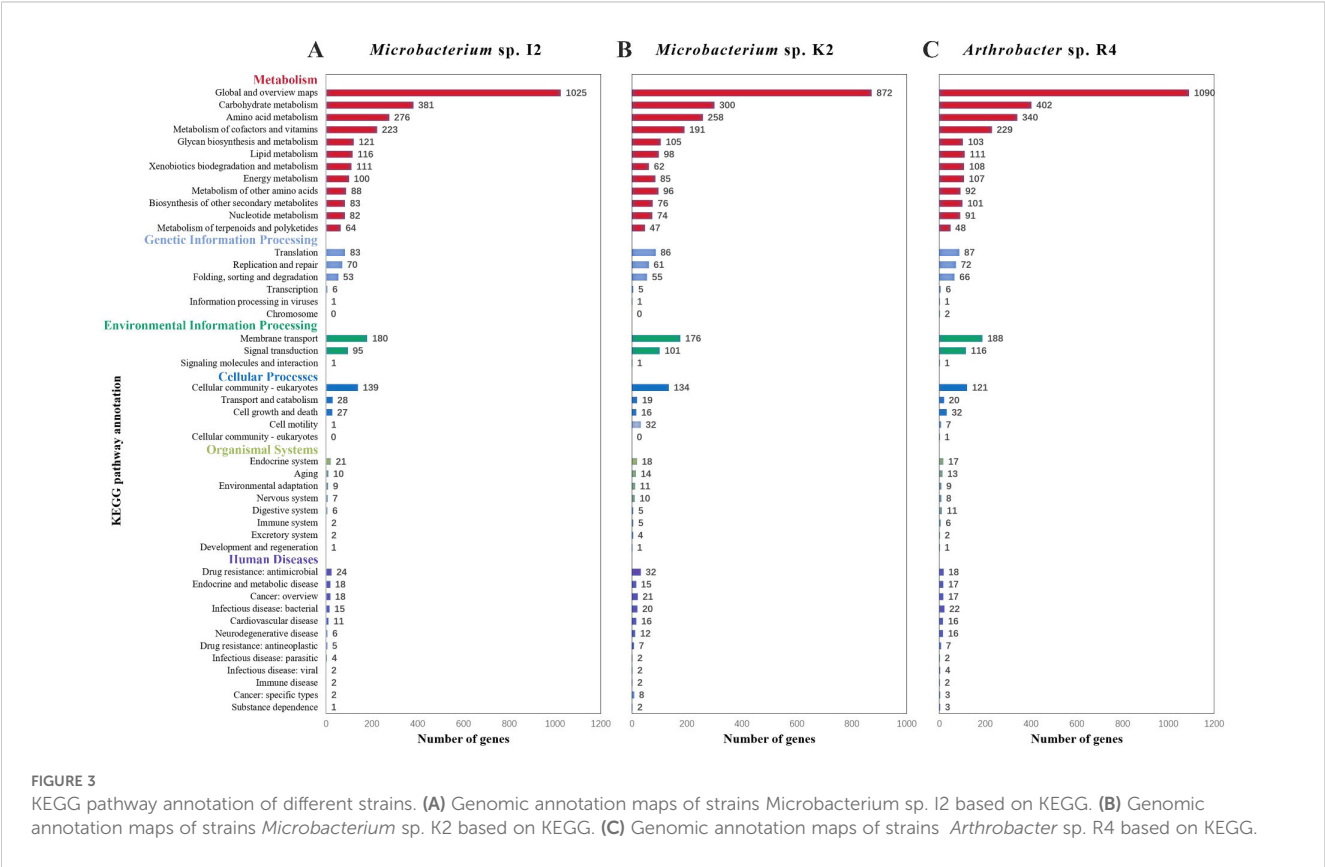 A Microbacterium sp. I2 B Microbacterium sp. K2 C Arthrobacter sp. R4
Metabolism
Global and overview maps 1025 872 1090
Carbohydrate metabolism 381 300 402
Amino acid metabolism 276 258 340
Metabolism of cofactors and vitamins 223 191 229
Glycan biosynthesis and metabolism 121 105 103
Lipid metabolism 116 98 111
Xenobiotics biodegradation and metabolism 111 62 108
Energy metabolism 100 85 107
Metabolism of other amino acids 88 96 92
Biosynthesis of other secondary metabolites 83 76 101
Nucleotide metabolism 82 74 91
Metabolism of terpenoids and polyketides 64 47 48
Genetic Information Processing
Translation 83 86 87
Replication and repair 70 61 72
Folding, sorting and degradation 53 55 66
Transcription 6 5 6
Information processing in viruses 1 1 1
Chromosome 0 0 2
Environmental Information Processing
Membrane transport 180 176 188
Signal transduction 95 101 116
Signaling molecules and interaction 1 1 1
Cellular Processes
Cellular community - eukaryotes 139 134 121
Transport and catabolism 28 19 20
Cell growth and death 27 16 32
Cell motility 1 32 7
Cellular community - eukaryotes 0 0 1
Organismal Systems
Endocrine system 21 18 17
Aging 10 14 13
Environmental adaptation 9 11 9
Nervous system 7 10 8
Digestive system 6 5 11
Immune system 2 5 6
Excretory system 2 4 2
Development and regeneration 1 1 1
Human Diseases
Drug resistance: antimicrobial 24 32 18
Endocrine and metabolic disease 18 15 17
Cancer: overview 18 21 17
Infectious disease: bacterial 15 20 22
Cardiovascular disease 11 16 16
Neurodegenerative disease 6 12 16
Drug resistance: antineoplastic 5 7 7
Infectious disease: parasitic 4 2 2
Infectious disease: viral 2 2 4
Immune disease 2 2 2
Cancer: specific types 2 8 3
Substance dependence 1 2 3
KEGG pathway annotation
0 200 400 600 800 1000 1200 0 200 400 600 800 1000 0 200 400 600 800 1000 1200
Number of genes Number of genes Number of genes
FIGURE 3
KEGG pathway annotation of different strains. (A) Genomic annotation maps of strains Microbacterium sp. I2 based on KEGG. (B) Genomic
annotation maps of strains Microbacterium sp. K2 based on KEGG. (C) Genomic annotation maps of strains Arthrobacter sp. R4 based on KEGG.